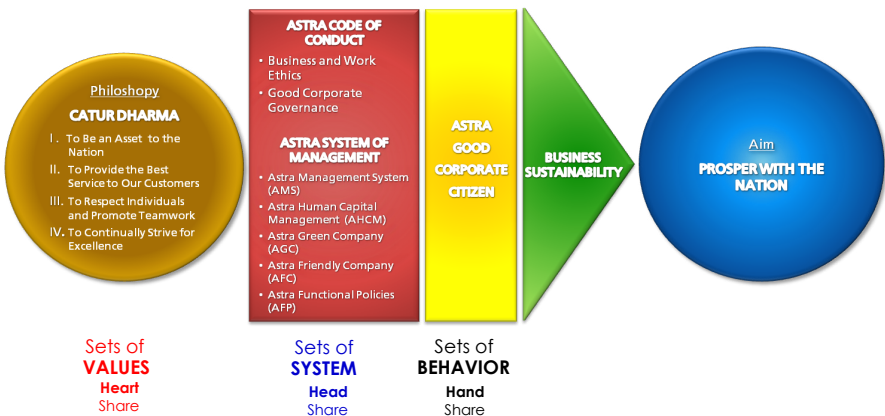 Philoshopy
CATUR DHARMA
I. To Be an Asset to the
Nation
II. To Provide the Best
Service to Our Customers
III. To Respect Individuals
and Promote Teamwork
IV. To Continually Strive for
Excellence
ASTRA CODE OF
CONDUCT
• Business and Work
Ethics
• Good Corporate
Governance
ASTRA SYSTEM OF
MANAGEMENT
• Astra Management System
(AMS)
• Astra Human Capital
Management (AHCM)
• Astra Green Company
(AGC)
• Astra Friendly Company
(AFC)
• Astra Functional Policies
(AFP)
ASTRA
GOOD
CORPORATE
CITIZEN
BUSINESS
SUSTAINABILITY
Aim
PROSPER WITH THE
NATION
Sets of
VALUES
Heart
Share
Sets of
SYSTEM
Head
Share
Sets of
BEHAVIOR
Hand
Share